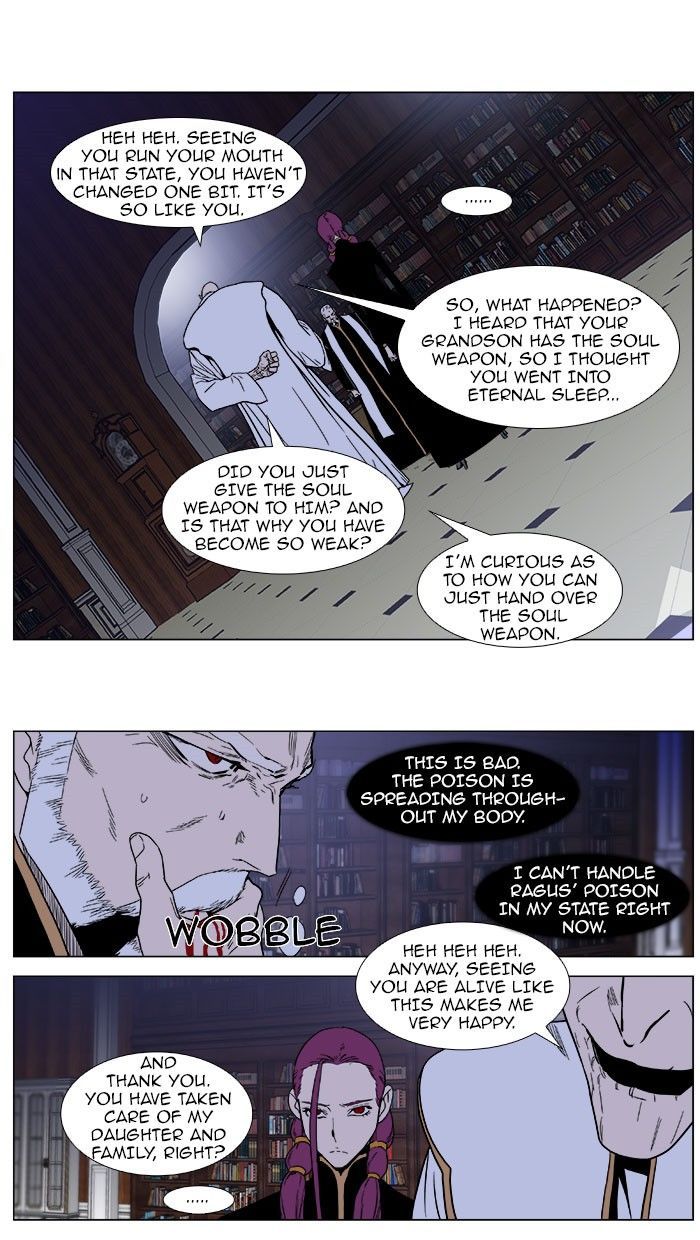 HEH HEH. SEEING
YOU RUN YOUR MOUTH
IN THAT STATE, YOU HAVEN'T
CHANGED ONE BIT. IT'S
SO LIKE YOU.
......
SO, WHAT HAPPENED?
I HEARD THAT YOUR
GRANDSON HAS THE SOUL
WEAPON, SO I THOUGHT
YOU WENT INTO
ETERNAL SLEEP...
DID YOU JUST
GIVE THE SOUL
WEAPON TO HIM? AND
IS THAT WHY YOU HAVE
BECOME SO WEAK?
I'M CURIOUS AS
TO HOW YOU CAN
JUST HAND OVER
THE SOUL
WEAPON.
THIS IS BAD.
THE POISON IS
SPREADING THROUGH-
OUT MY BODY.
I CAN'T HANDLE
RAGUS' POISON
IN MY STATE RIGHT
NOW.
WOBBLE
HEH HEH HEH.
ANYWAY, SEEING
YOU ARE ALIVE LIKE
THIS MAKES ME
VERY HAPPY.
AND
THANK YOU.
YOU HAVE TAKEN
CARE OF MY
DAUGHTER AND
FAMILY, RIGHT?
.....